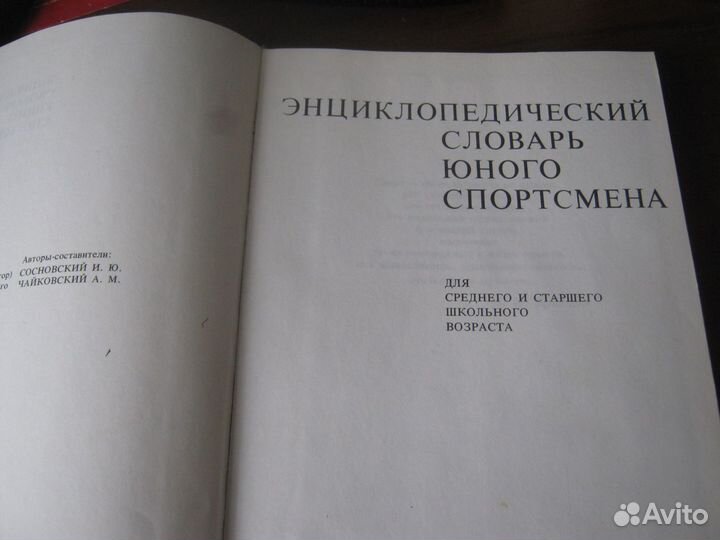 Авторы-составители:
тор) СОСНОВСКИЙ И. Ю.
го ЧАЙКОВСКИЙ А. М.
ЭНЦИКЛОПЕДИЧЕСКИЙ
СЛОВАРЬ
ЮНОГО
СПОРТСМЕНА
ДЛЯ
СРЕДНЕГО И СТАРШЕГО
ШКОЛЬНОГО
ВОЗРАСТА
Avito